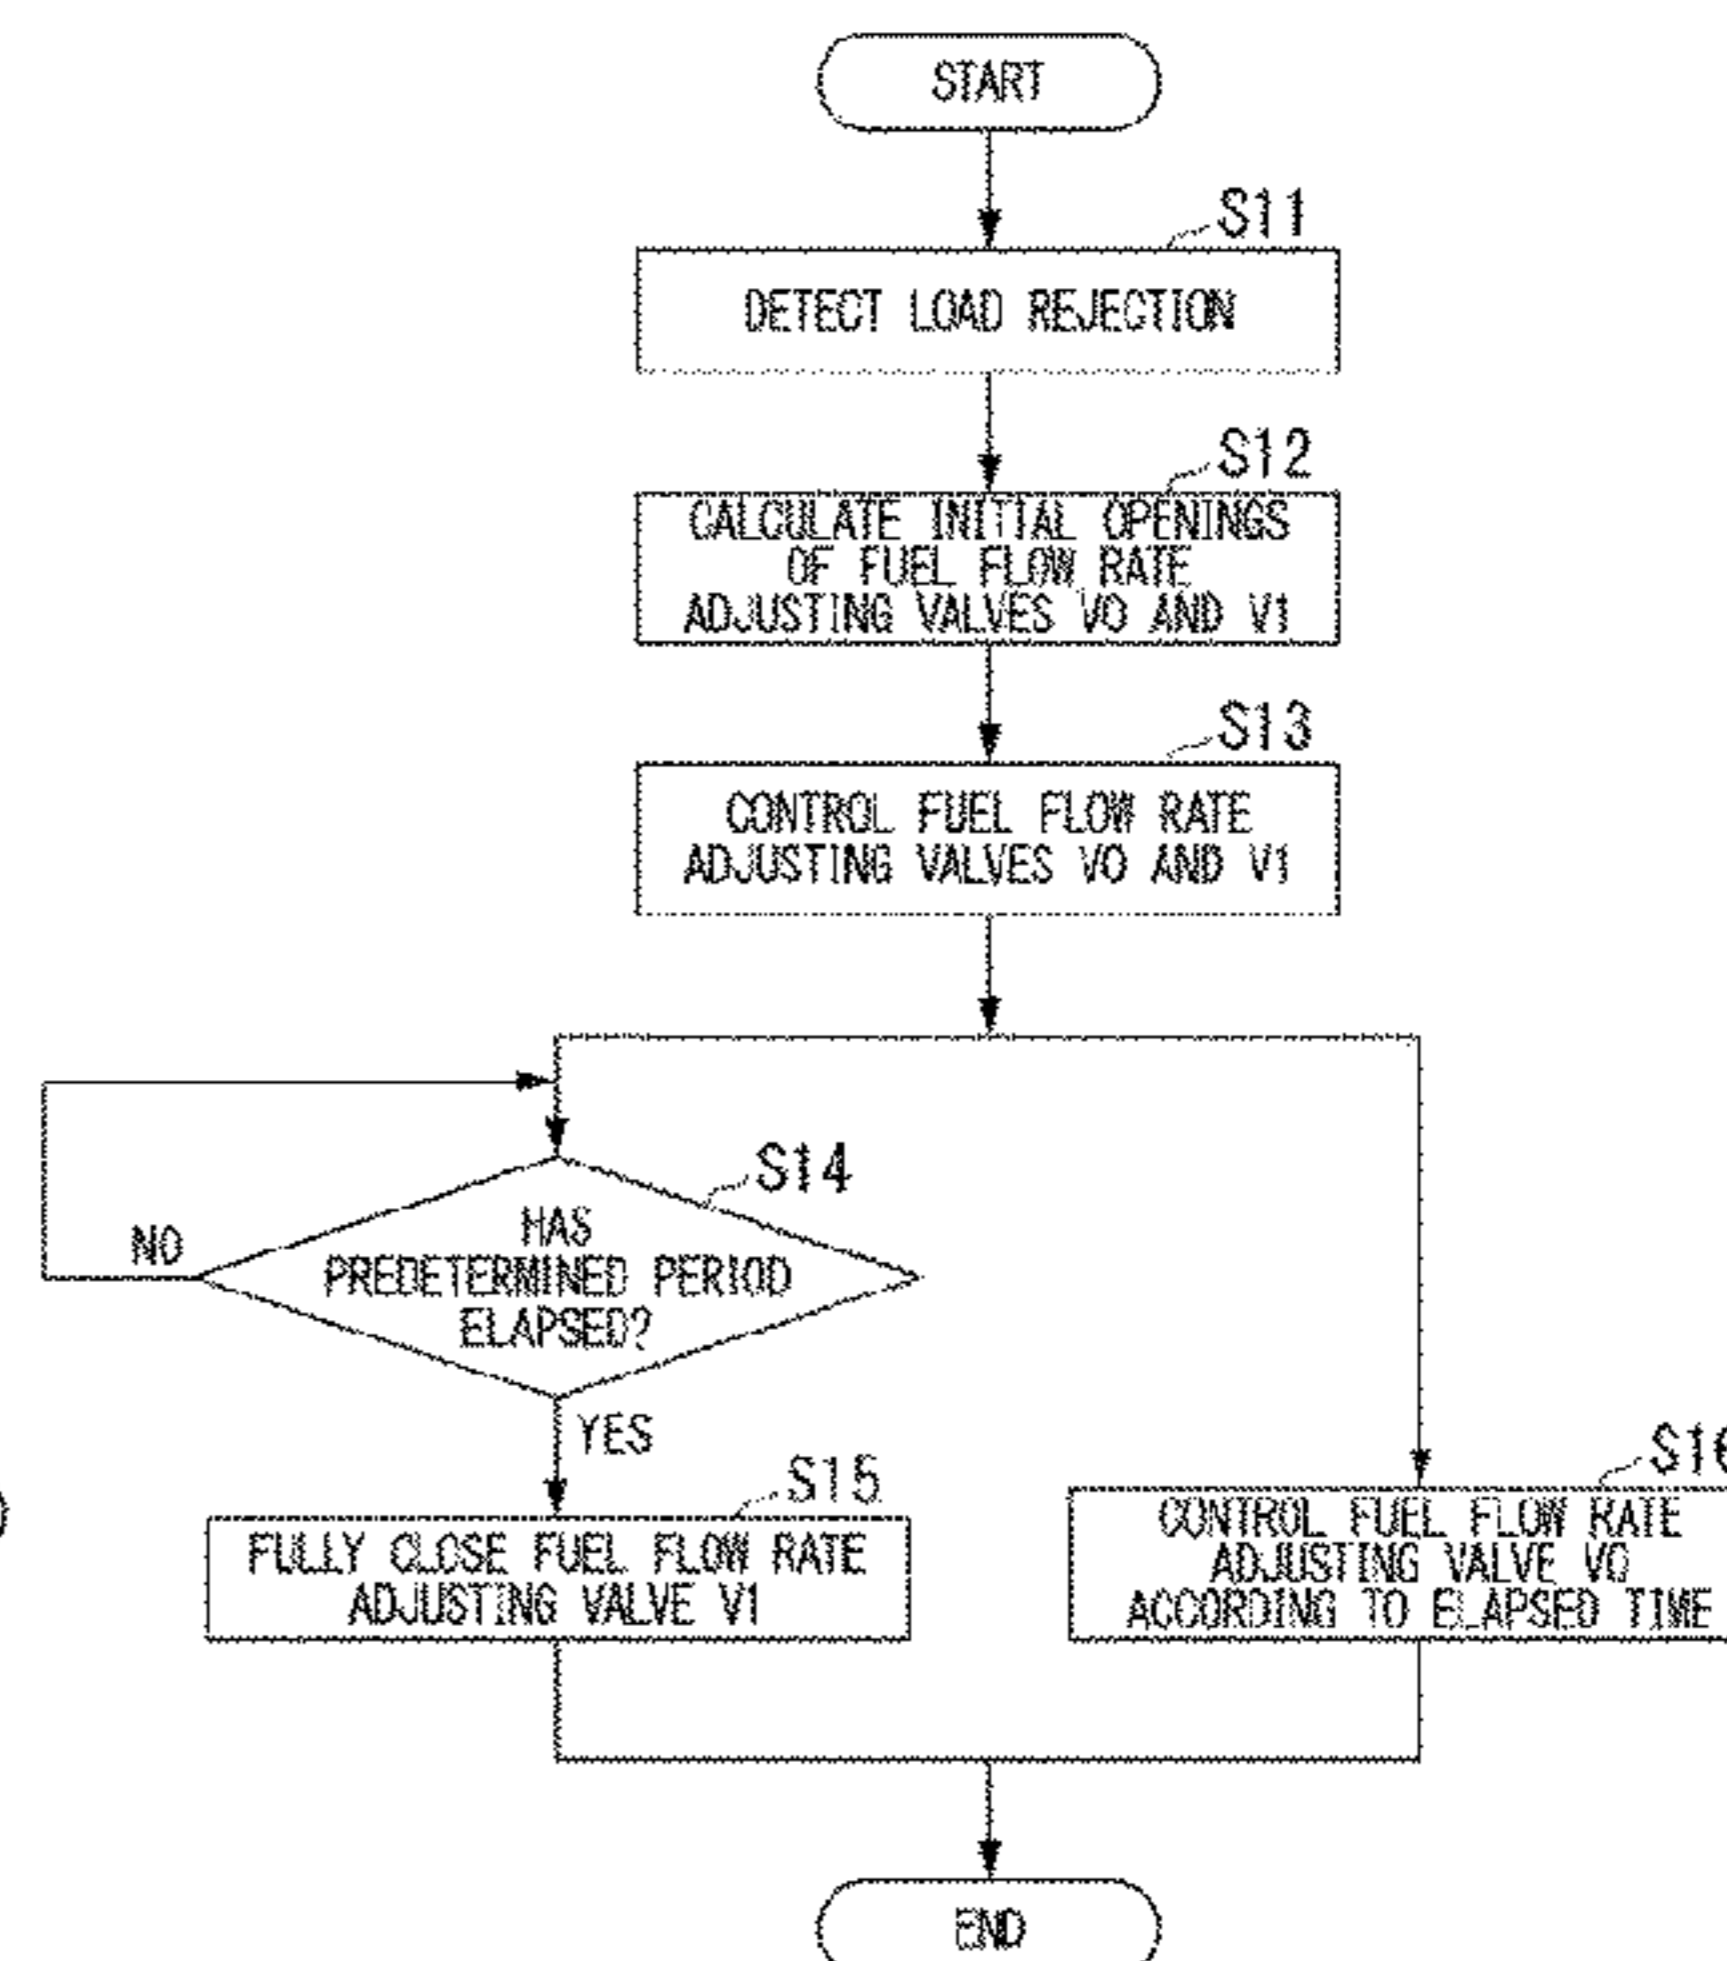 START
S11
DETECT LOAD REJECTION
S12
CALCULATE INITIAL OPENINGS
OF FUEL FLOW RATE
ADJUSTING VALVES V0 AND V1
S13
CONTROL FUEL FLOW RATE
ADJUSTING VALVES V0 AND V1
S14
HAS
PREDETERMINED PERIOD
ELAPSED?
NO
YES
S15
FULLY CLOSE FUEL FLOW RATE
ADJUSTING VALVE V1
S16
CONTROL FUEL FLOW RATE
ADJUSTING VALVE V0
ACCORDING TO ELAPSED TIME
END